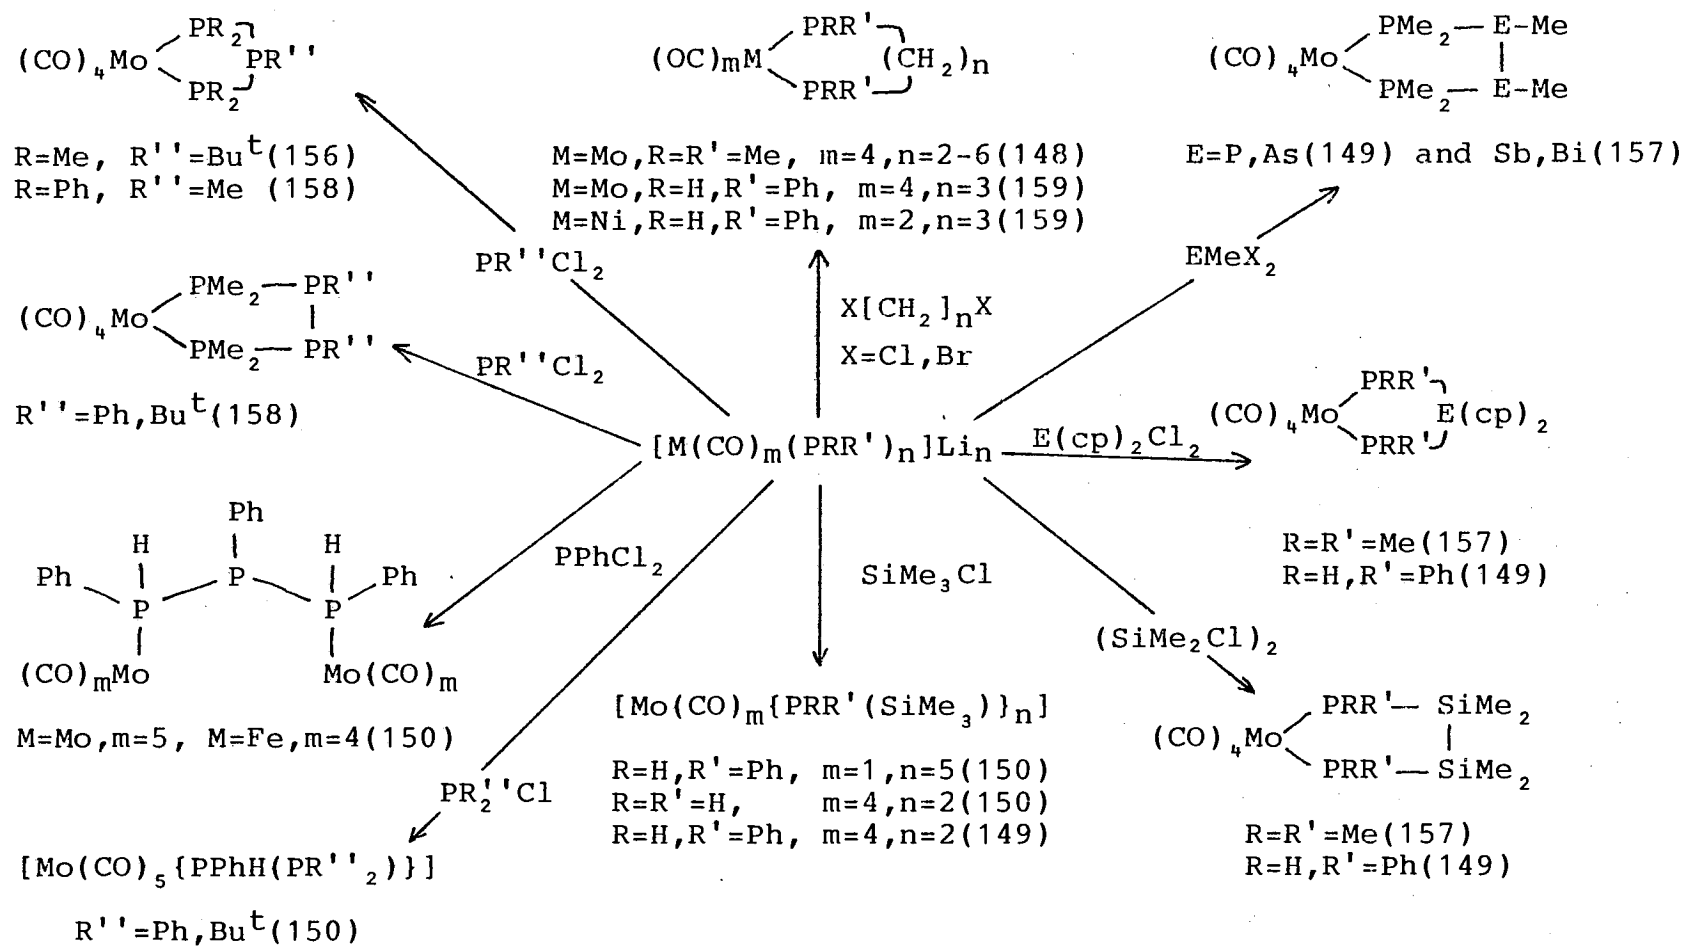 PR₂
(CO)₄Mo PR''
PR₂
R=Me, R''=Buᵗ(156)
R=Ph, R''=Me (158)
PRR'
(OC)mM (CH₂)n
PRR'
M=Mo,R=R'=Me, m=4,n=2-6(148)
M=Mo,R=H,R'=Ph, m=4,n=3(159)
M=Ni,R=H,R'=Ph, m=2,n=3(159)
PMe₂—E-Me
(CO)₄Mo
PMe₂—E-Me
E=P,As(149) and Sb,Bi(157)
PR''Cl₂
X[CH₂]nX
X=Cl,Br
EMeX₂
PMe₂—PR''
(CO)₄Mo
PMe₂—PR''
R''=Ph,Buᵗ(158)
PR''Cl₂
[M(CO)m(PRR')n]Lin
E(cp)₂Cl₂
PRR'
(CO)₄Mo E(cp)₂
PRR'
R=R'=Me(157)
R=H,R'=Ph(149)
Ph
H H
Ph P Ph
P P
(CO)mMo Mo(CO)m
M=Mo,m=5, M=Fe,m=4(150)
PPhCl₂
SiMe₃Cl
(SiMe₂Cl)₂
[Mo(CO)m{PRR'(SiMe₃)}n]
R=H,R'=Ph, m=1,n=5(150)
R=R'=H, m=4,n=2(150)
R=H,R'=Ph, m=4,n=2(149)
PRR'—SiMe₂
(CO)₄Mo
PRR'—SiMe₂
R=R'=Me(157)
R=H,R'=Ph(149)
PR₂''Cl
[Mo(CO)₅{PPhH(PR''₂)}]
R''=Ph,Buᵗ(150)